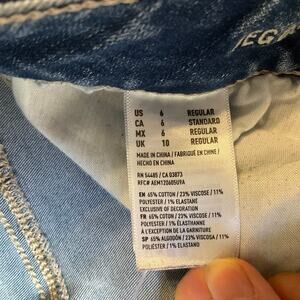 US 6 REGULAR
CA 6 STANDARD
MX 6 REGULAR
UK 10 REGULAR
MADE IN CHINA / FABRIQUÉ EN CHINE /
HECHO EN CHINA
RN 54485 / CA 03873
RFC# AEM120605UVA
EN 65% COTTON / 23% VISCOSE / 11%
POLYESTER / 1% ELASTANE
EXCLUSIVE OF DECORATION
FR 65% COTON / 23% VISCOSE / 11%
POLYESTER / 1% ÉLASTHANNE
À L'EXCEPTION DE LA GARNITURE
SP 65% ALGODÓN / 23% VISCOSA / 11%
POLIÉSTER / 1% ELASTANO